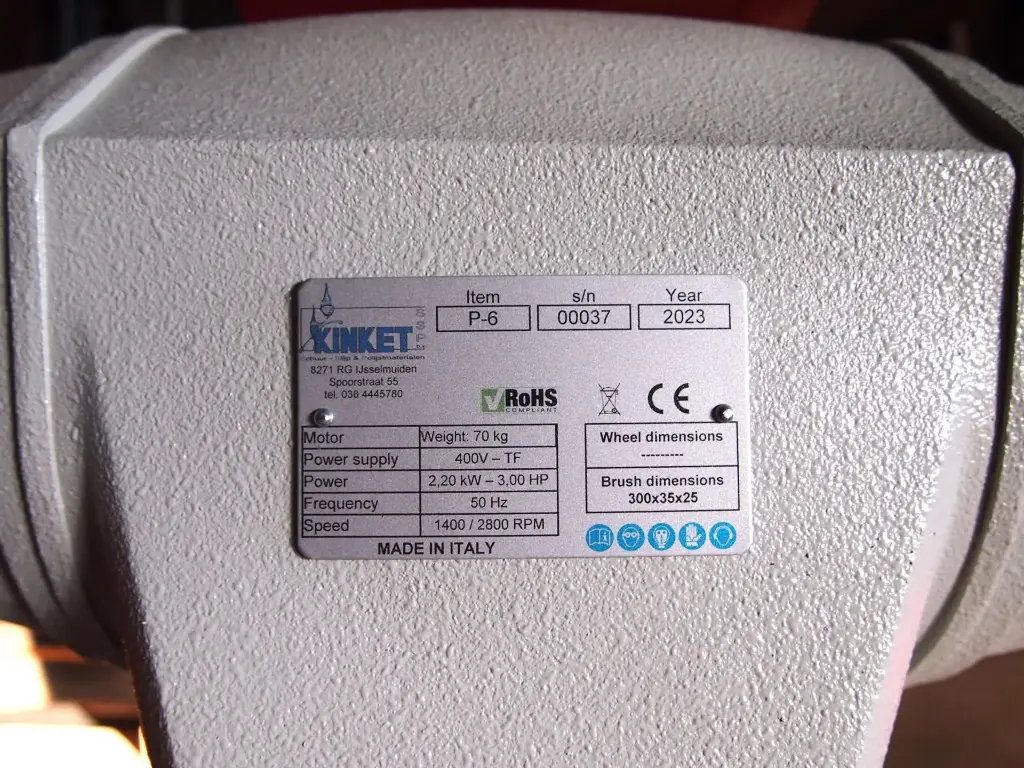 Item s/n Year
P-6 00037 2023
KINKET
SSP
8271 RG IJsselmuiden
Spoorstraat 55
tel. 038 4445780
RoHS
COMPLIANT
CE
Motor Weight: 70 kg
Power supply 400V – TF
Power 2,20 kW – 3,00 HP
Frequency 50 Hz
Speed 1400 / 2800 RPM
MADE IN ITALY
Wheel dimensions
---------
Brush dimensions
300x35x25